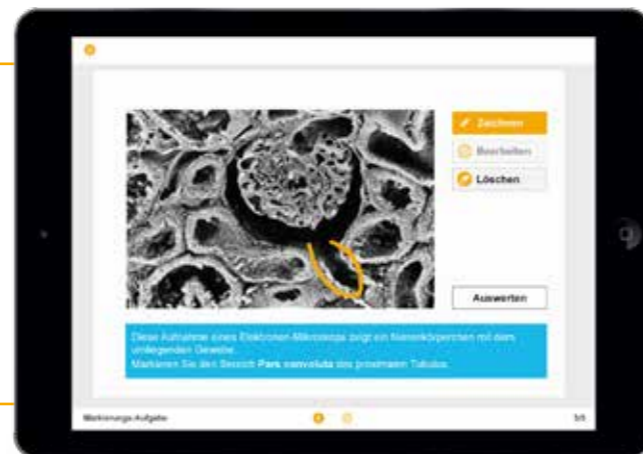 Zeichnen
Bearbeiten
Löschen
Auswerten
Diese Aufnahme eines Elektronen-Mikroskops zeigt ein Nierenkörperchen mit dem
umliegenden Gewebe.
Markieren Sie den Bereich Pars convoluta des proximalen Tubulus.
Markierungs-Aufgabe
5/5